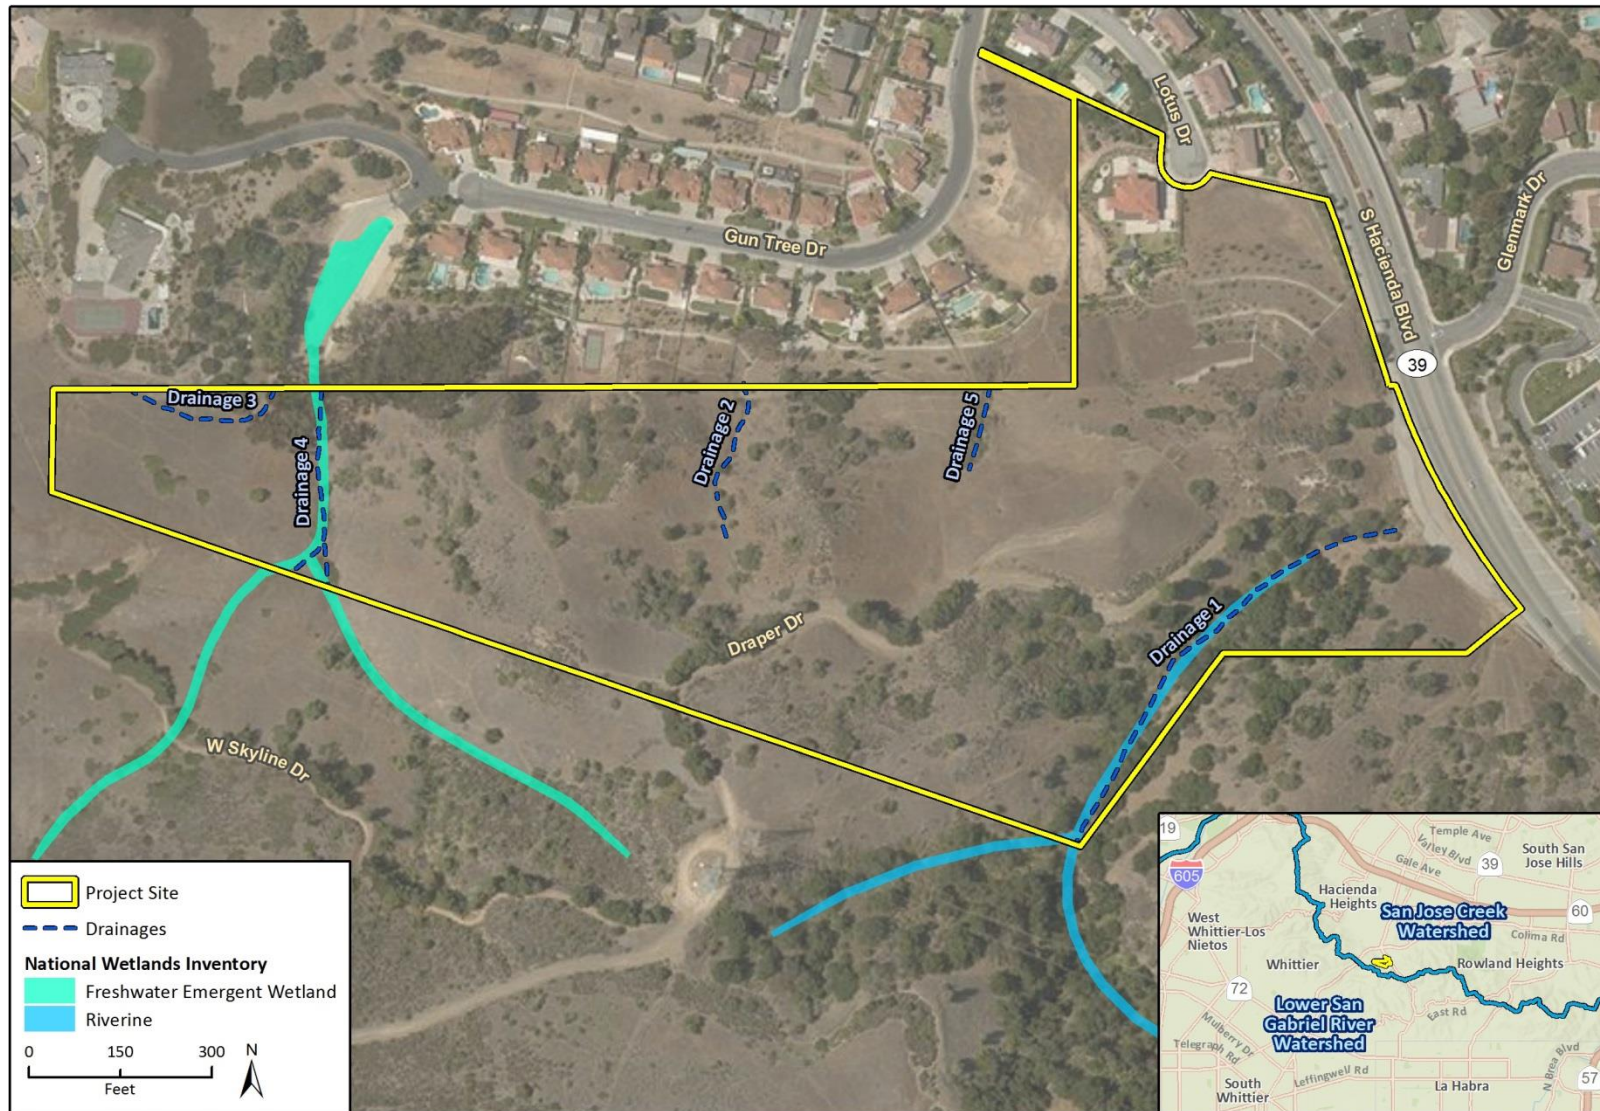 Lotus Dr
Gun Tree Dr
S Hacienda Blvd
Glenmark Dr
39
Drainage 3
Drainage 4
Drainage 2
Drainage 5
Drainage 1
Draper Dr
W Skyline Dr
Project Site
Drainages
National Wetlands Inventory
Freshwater Emergent Wetland
Riverine
0 150 300
Feet
N
19
605
Temple Ave
Valley Blvd
39
Gale Ave
South San
Jose Hills
Hacienda
Heights
60
San Jose Creek
Watershed
West
Whittier-Los
Nietos
Colima Rd
Whittier
Rowland Heights
72
Lower San
Gabriel River
Watershed
East Rd
Mulberry Dr
Telegraph Rd
Leffingwell Rd
N Brea Blvd
57
South
Whittier
La Habra